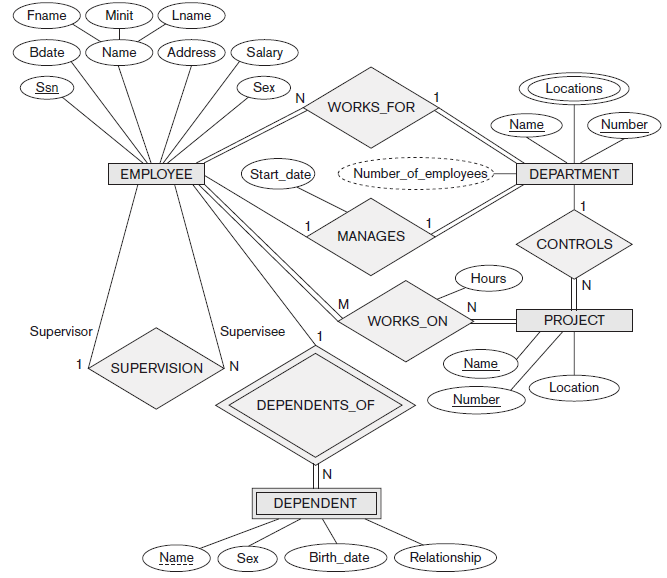 Fname Minit Lname
Bdate Name Address Salary
Ssn Sex
N WORKS_FOR 1
Locations
Name Number
EMPLOYEE
Start_date
Number_of_employees
DEPARTMENT
1 MANAGES 1
1
CONTROLS
N
Hours
M WORKS_ON N
PROJECT
Supervisor Supervisee
1 SUPERVISION N
1
Name
Number
Location
DEPENDENTS_OF
N
DEPENDENT
Name Sex Birth_date Relationship